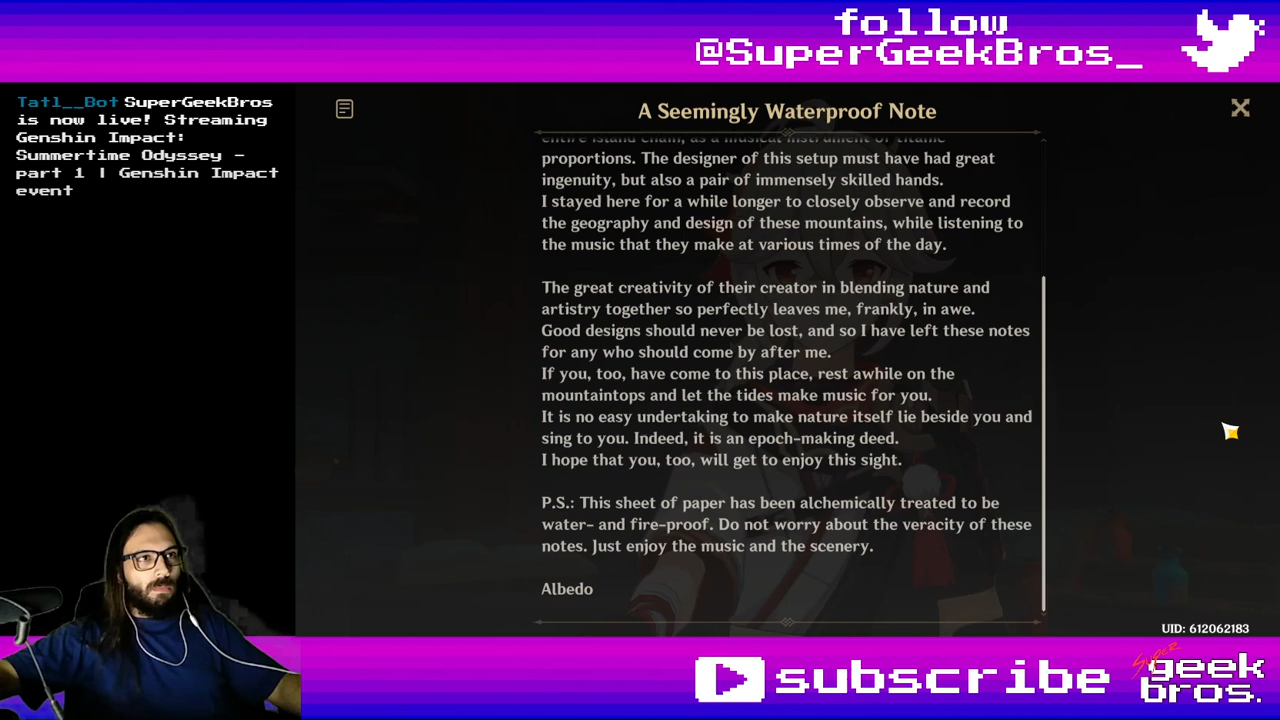 follow
@SuperGeekBros_
Tatl__Bot SuperGeekBros
is now live! Streaming
Genshin Impact:
Summertime Odyssey -
part 1 | Genshin Impact
event
A Seemingly Waterproof Note
entire island chain, as a musical instrument of titanic
proportions. The designer of this setup must have had great
ingenuity, but also a pair of immensely skilled hands.
I stayed here for a while longer to closely observe and record
the geography and design of these mountains, while listening to
the music that they make at various times of the day.
The great creativity of their creator in blending nature and
artistry together so perfectly leaves me, frankly, in awe.
Good designs should never be lost, and so I have left these notes
for any who should come by after me.
If you, too, have come to this place, rest awhile on the
mountaintops and let the tides make music for you.
It is no easy undertaking to make nature itself lie beside you and
sing to you. Indeed, it is an epoch-making deed.
I hope that you, too, will get to enjoy this sight.
P.S.: This sheet of paper has been alchemically treated to be
water- and fire-proof. Do not worry about the veracity of these
notes. Just enjoy the music and the scenery.
Albedo
UID: 612062183
subscribe
super
geek
bros.